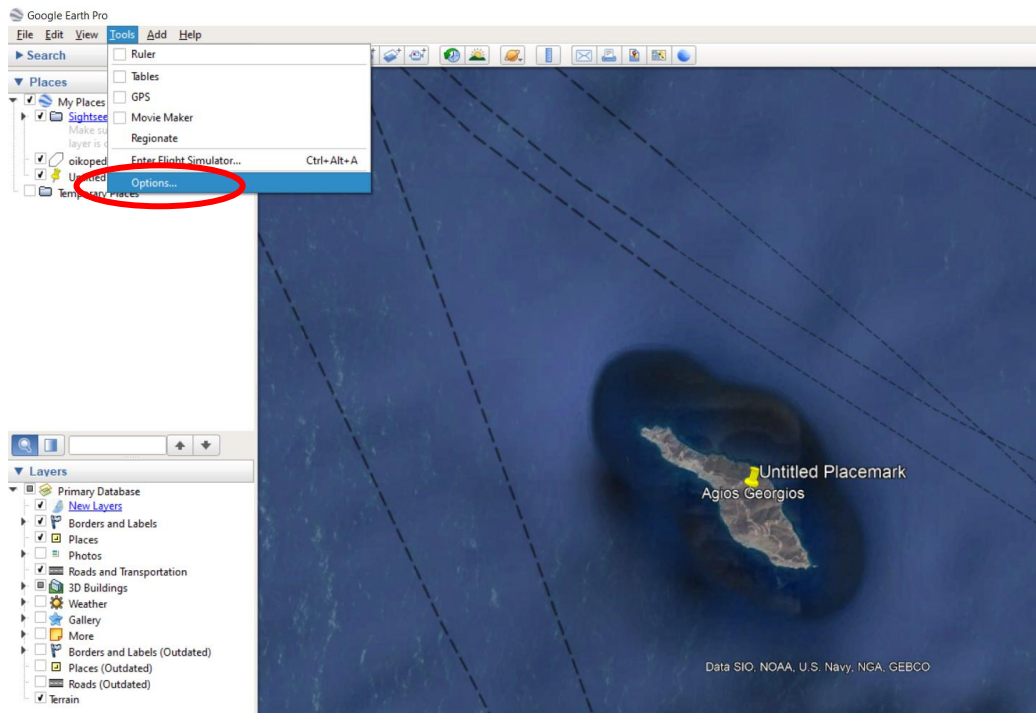 Google Earth Pro
File Edit View Tools Add Help
Search
Ruler
Tables
GPS
Movie Maker
Regionate
Enter Flight Simulator... Ctrl+Alt+A
Options...
Places
My Places
Sightsee
Make su
layer is
oikoped
Untitled
Temporary Places
Layers
Primary Database
New Layers
Borders and Labels
Places
Photos
Roads and Transportation
3D Buildings
Weather
Gallery
More
Borders and Labels (Outdated)
Places (Outdated)
Roads (Outdated)
Terrain
Untitled Placemark
Agios Georgios
Data SIO, NOAA, U.S. Navy, NGA, GEBCO